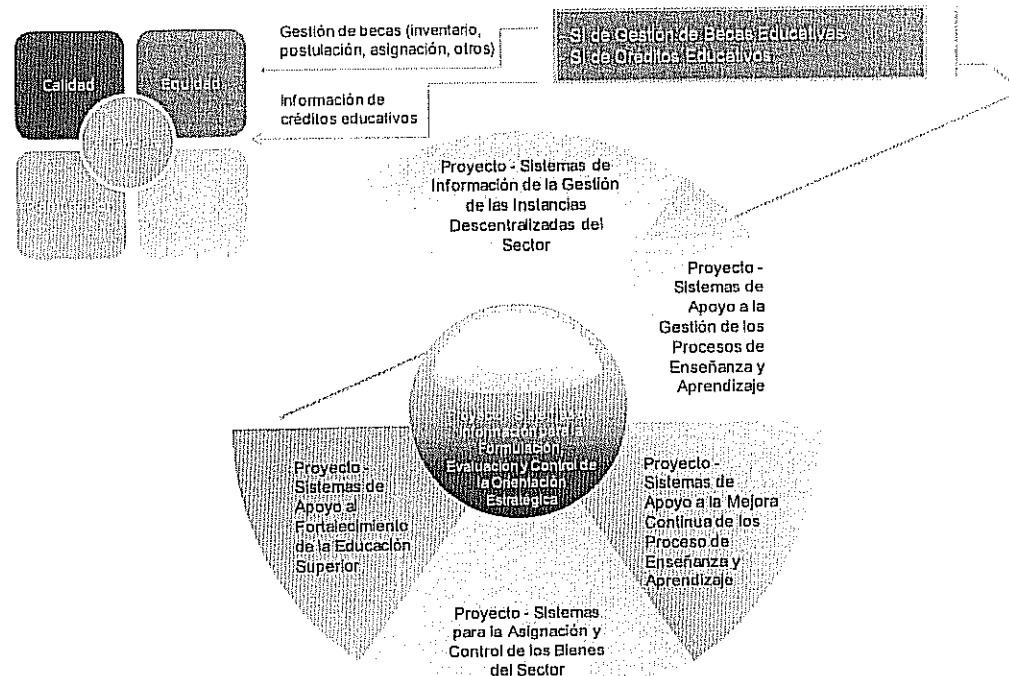 Gestión de becas (inventario,
postulación, asignación, otros)
SI de Gestión de Becas Educativas
SI de Créditos Educativos
Calidad
Equidad
Información de
créditos educativos
Proyecto - Sistemas de
Información de la Gestión
de las Instancias
Descentralizadas del
Sector
Proyecto -
Sistemas de
Apoyo a la
Gestión de los
Procesos de
Enseñanza y
Aprendizaje
Información para la
Formulación
Evaluación y Control de
la Orientación
Estratégica
Proyecto -
Sistemas de
Apoyo al
Fortalecimiento
de la Educación
Superior
Proyecto -
Sistemas de
Apoyo a la Mejora
Continua de los
Proceso de
Enseñanza y
Aprendizaje
Proyecto - Sistemas
para la Asignación y
Control de los Bienes
del Sector